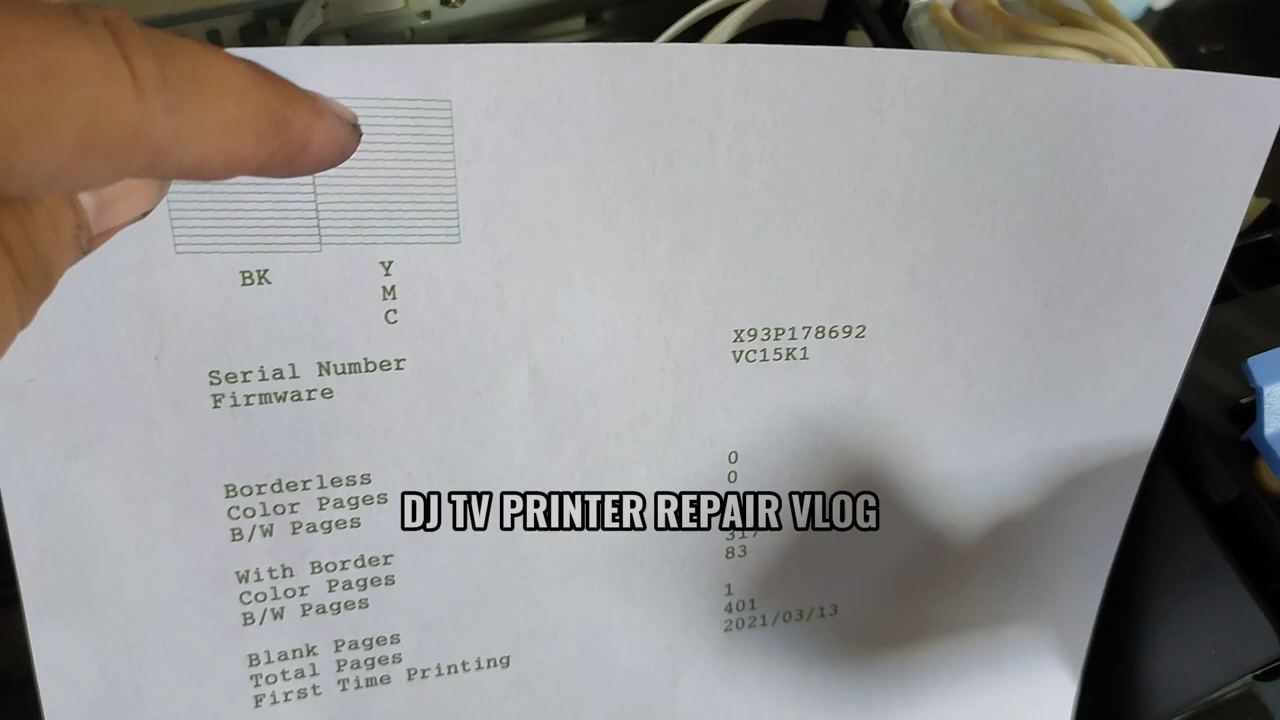 BK
Y
M
C
Serial Number X93P178692
Firmware VC15K1
Borderless
Color Pages 0
B/W Pages 0
DJ TV PRINTER REPAIR VLOG
With Border
Color Pages 317
B/W Pages 83
Blank Pages 1
Total Pages 401
First Time Printing 2021/03/13